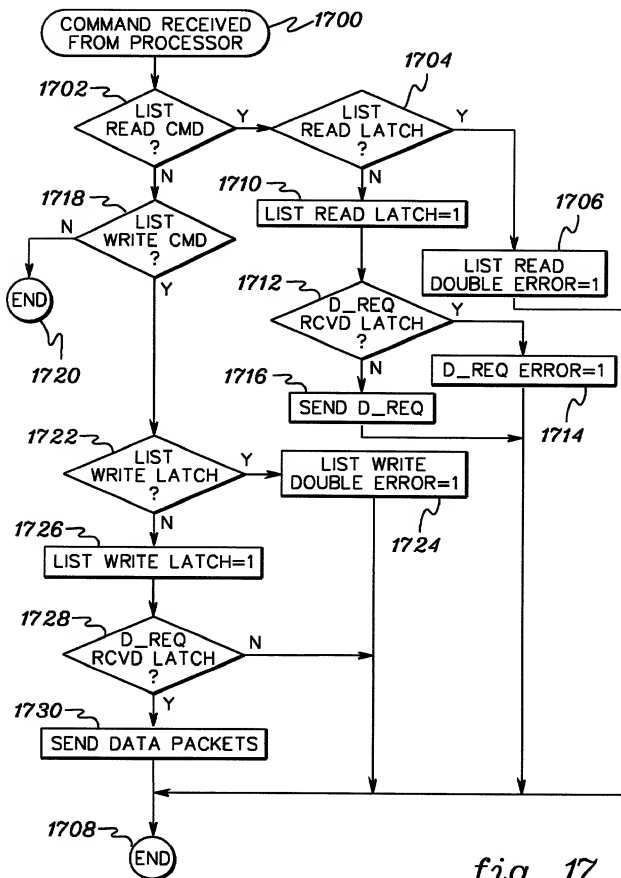 COMMAND RECEIVED
FROM PROCESSOR
1700
1702
LIST
READ CMD
?
Y
N
1704
LIST
READ LATCH
?
Y
N
1718
LIST
WRITE CMD
?
N
Y
1710
LIST READ LATCH=1
1706
LIST READ
DOUBLE ERROR=1
END
1720
1712
D_REQ
RCVD LATCH
?
Y
N
1716
SEND D_REQ
D_REQ ERROR=1
1714
1722
LIST
WRITE LATCH
?
Y
N
LIST WRITE
DOUBLE ERROR=1
1724
1726
LIST WRITE LATCH=1
1728
D_REQ
RCVD LATCH
?
N
Y
1730
SEND DATA PACKETS
1708
END
fig. 17